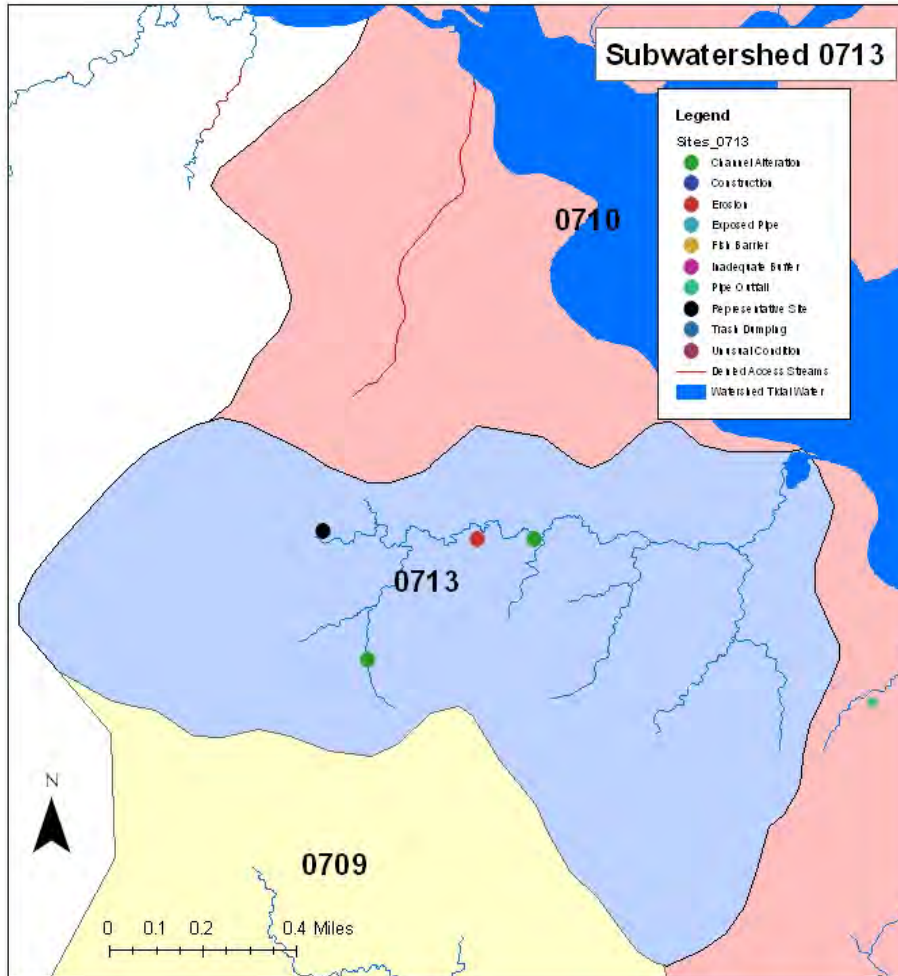 Subwatershed 0713
Legend
Sites_0713
Channel Alteration
Construction
Erosion
Exposed Pipe
Fish Barrier
Inadequate Buffer
Pipe Outfall
Representative Site
Trash Dumping
Unusual Condition
Denied Access Streams
Watershed Tidal Water
0710
0713
N
0709
0 0.1 0.2 0.4 Miles